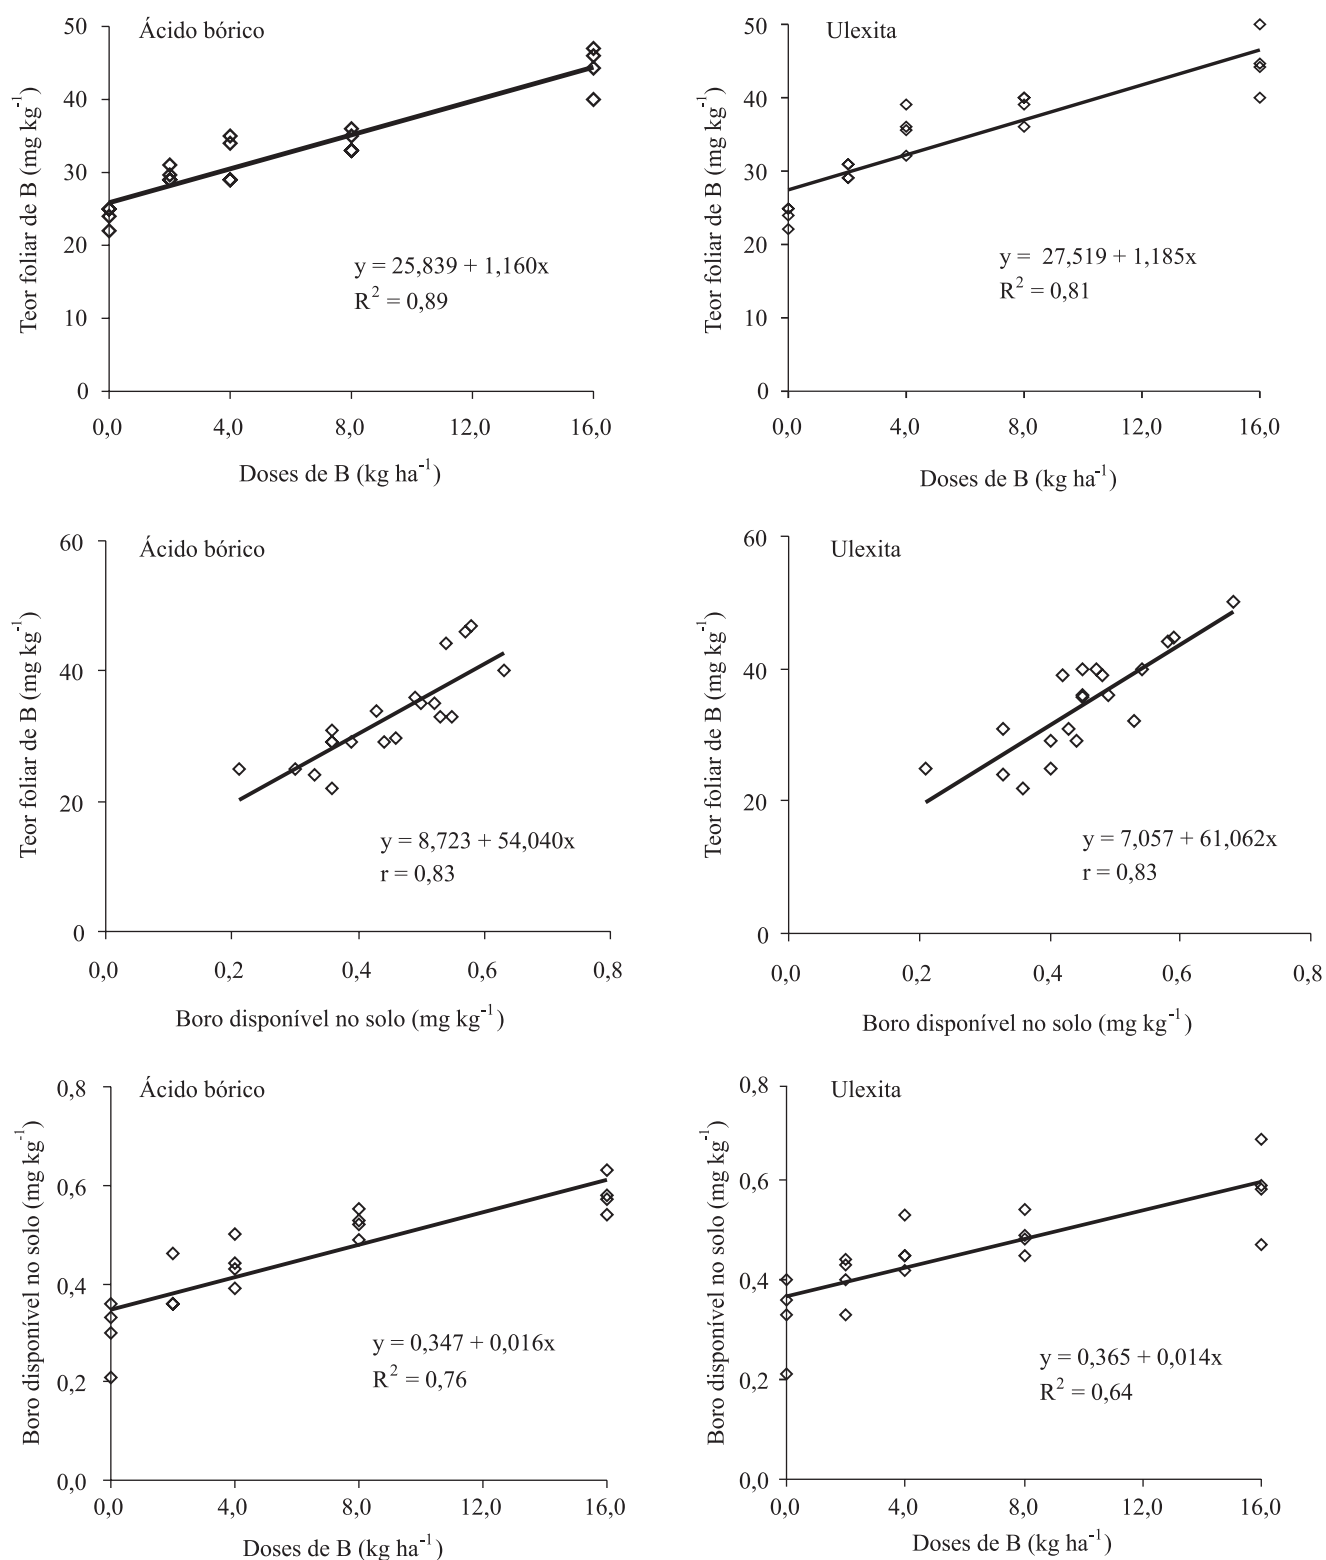 Ácido bórico
Teor foliar de B (mg kg⁻¹)
50
40
30
20
10
0
y = 25,839 + 1,160x
R² = 0,89
0,0 4,0 8,0 12,0 16,0
Doses de B (kg ha⁻¹)
Ulexita
Teor foliar de B (mg kg⁻¹)
50
40
30
20
10
0
y = 27,519 + 1,185x
R² = 0,81
0,0 4,0 8,0 12,0 16,0
Doses de B (kg ha⁻¹)
Ácido bórico
Teor foliar de B (mg kg⁻¹)
60
40
20
0
y = 8,723 + 54,040x
r = 0,83
0,0 0,2 0,4 0,6 0,8
Boro disponível no solo (mg kg⁻¹)
Ulexita
Teor foliar de B (mg kg⁻¹)
60
40
20
0
y = 7,057 + 61,062x
r = 0,83
0,0 0,2 0,4 0,6 0,8
Boro disponível no solo (mg kg⁻¹)
Ácido bórico
Boro disponível no solo (mg kg⁻¹)
0,8
0,6
0,4
0,2
0,0
y = 0,347 + 0,016x
R² = 0,76
0,0 4,0 8,0 12,0 16,0
Doses de B (kg ha⁻¹)
Ulexita
Boro disponível no solo (mg kg⁻¹)
0,8
0,6
0,4
0,2
0,0
y = 0,365 + 0,014x
R² = 0,64
0,0 4,0 8,0 12,0 16,0
Doses de B (kg ha⁻¹)